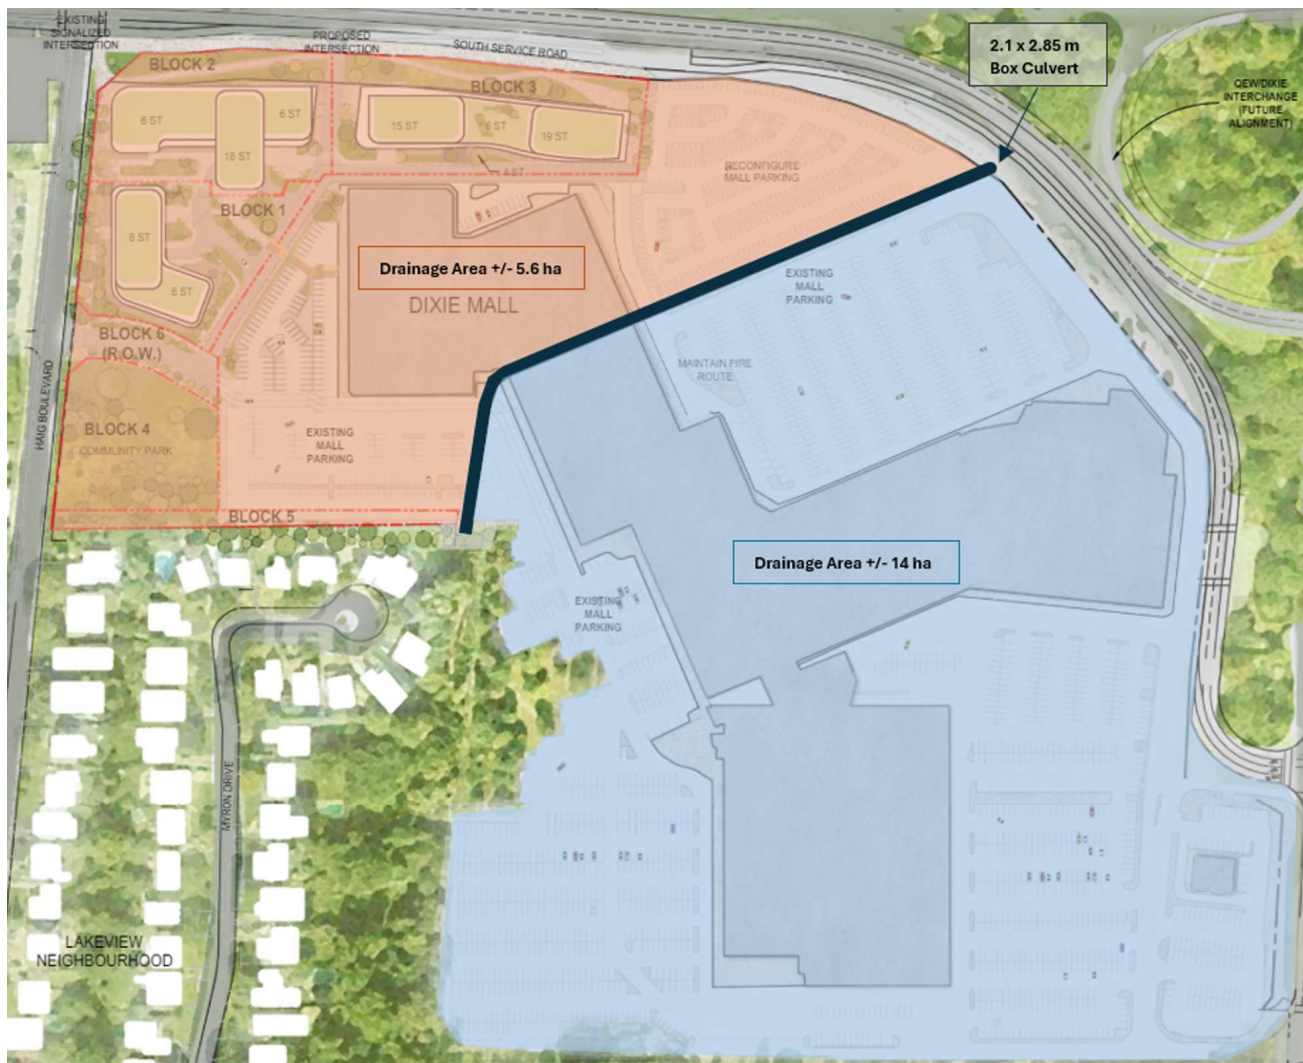 EXISTING
SIGNALIZED
INTERSECTION
PROPOSED
INTERSECTION
SOUTH SERVICE ROAD
2.1 x 2.85 m
Box Culvert
QEW/DIXIE
INTERCHANGE
(FUTURE
ALIGNMENT)
BLOCK 2
BLOCK 3
6 ST
6 ST
18 ST
15 ST
6 ST
19 ST
4 ST
RECONFIGURE
MALL PARKING
BLOCK 1
8 ST
6 ST
Drainage Area +/- 5.6 ha
DIXIE MALL
EXISTING
MALL
PARKING
BLOCK 6
(R.O.W.)
MAINTAIN FIRE
ROUTE
HAIG BOULEVARD
BLOCK 4
COMMUNITY PARK
EXISTING
MALL
PARKING
BLOCK 5
Drainage Area +/- 14 ha
EXISTING
MALL
PARKING
MYRON DRIVE
LAKEVIEW
NEIGHBOURHOOD